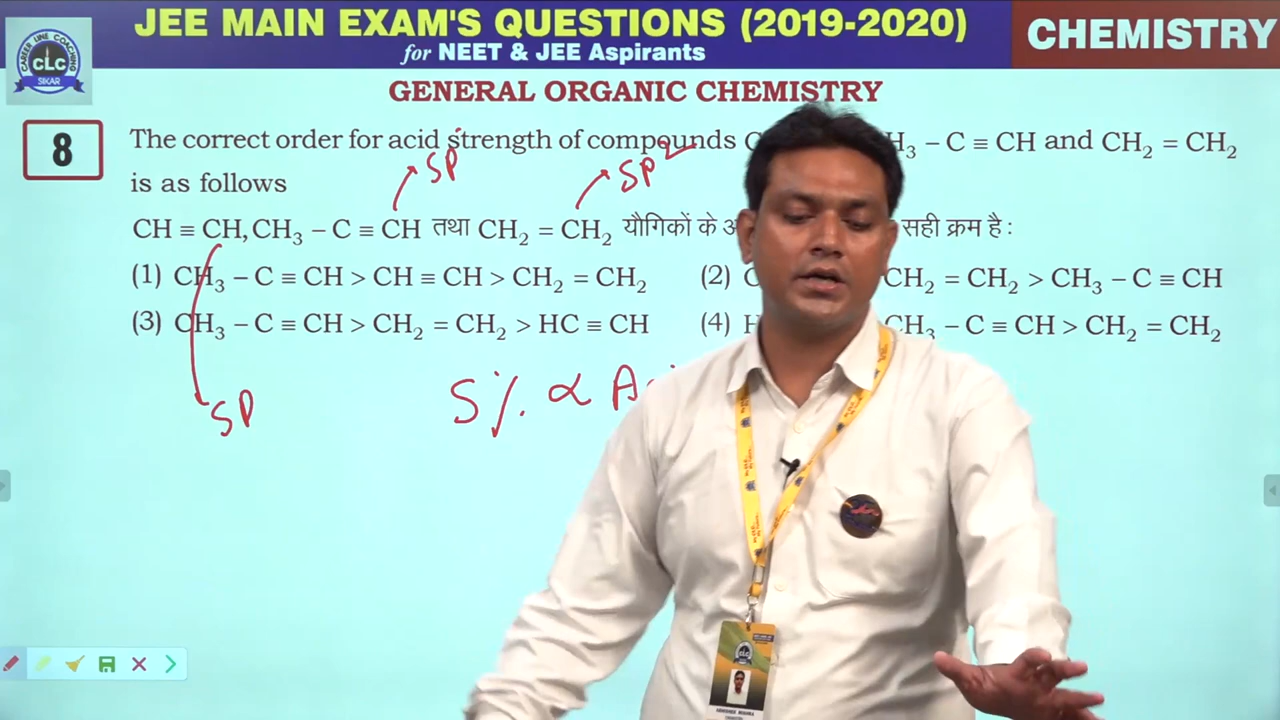 JEE MAIN EXAM'S QUESTIONS (2019-2020)
for NEET & JEE Aspirants
CHEMISTRY
CAREER LINE COACHING
CLC
SIKAR
GENERAL ORGANIC CHEMISTRY
8
The correct order for acid strength of compounds – C ≡ CH and CH₂ = CH₂
is as follows
CH ≡ CH, CH₃ – C ≡ CH तथा CH₂ = CH₂ यौगिकों के सही क्रम है :
(1) CH₃ – C ≡ CH > CH ≡ CH > CH₂ = CH₂
(2) CH₂ = CH₂ > CH₃ – C ≡ CH
(3) CH₃ – C ≡ CH > CH₂ = CH₂ > HC ≡ CH
(4) CH₃ – C ≡ CH > CH₂ = CH₂
SP
SP²
SP
S% ∝